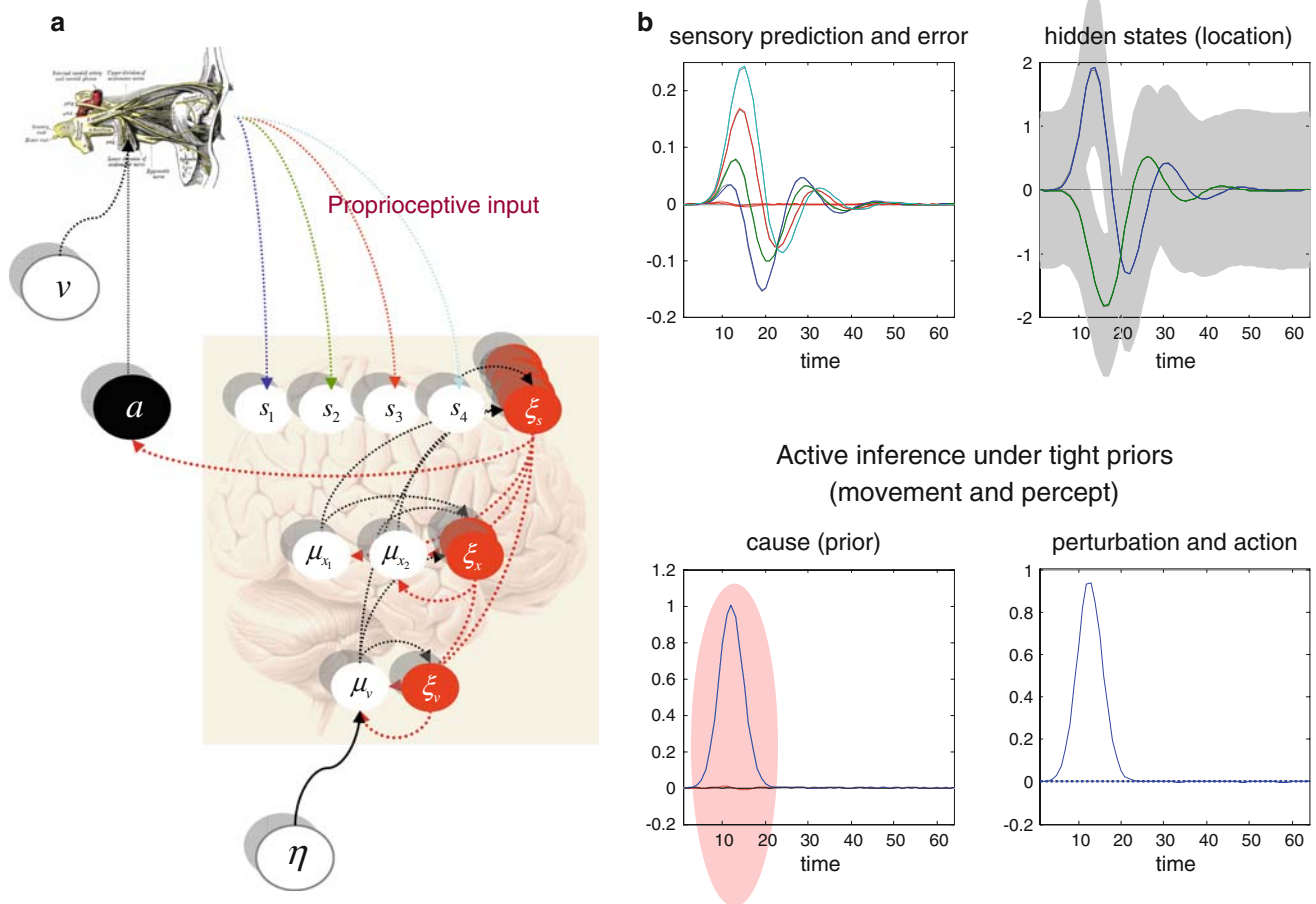 a
Proprioceptive input
v
a
s1 s2 s3 s4 ξs
μx1 μx2 ξx
μv ξv
η
b
sensory prediction and error
0.2
0.1
0
-0.1
-0.2
10 20 30 40 50 60
time
hidden states (location)
2
1
0
-1
-2
10 20 30 40 50 60
time
Active inference under tight priors
(movement and percept)
cause (prior)
1.2
1
0.8
0.6
0.4
0.2
0
-0.2
10 20 30 40 50 60
time
perturbation and action
1
0.8
0.6
0.4
0.2
0
-0.2
10 20 30 40 50 60
time